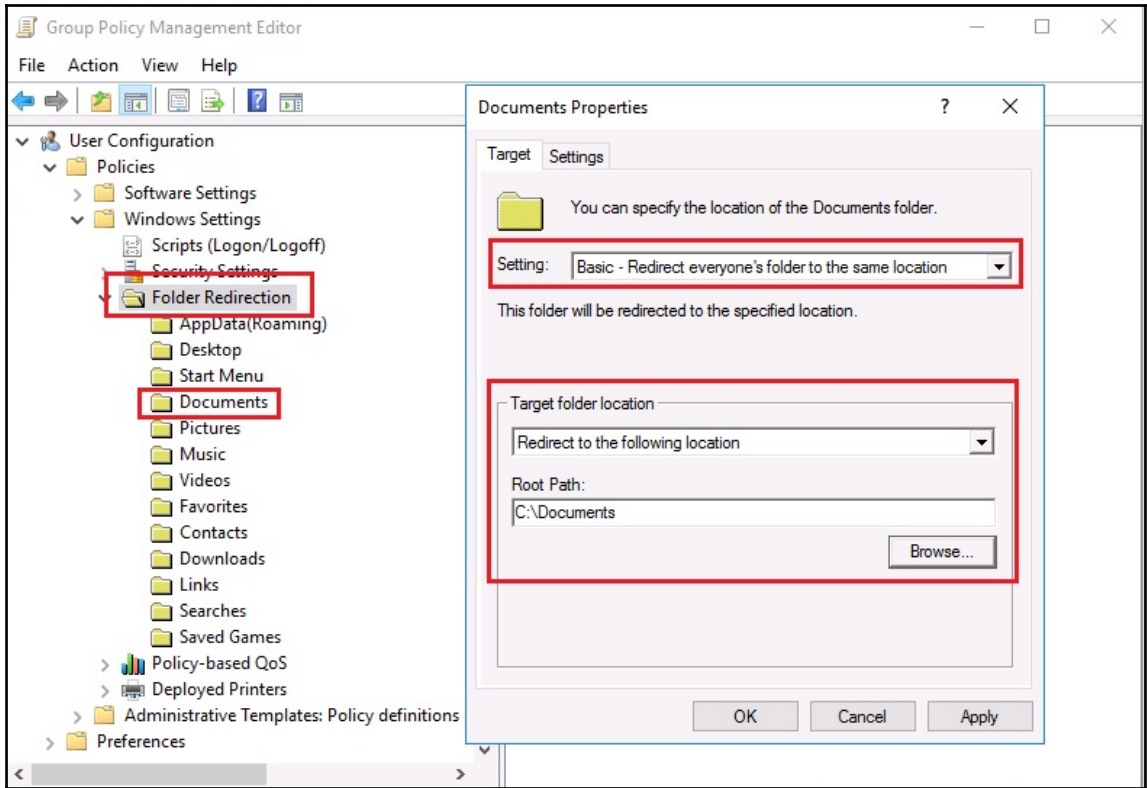 Group Policy Management Editor
File Action View Help
User Configuration
Policies
Software Settings
Windows Settings
Scripts (Logon/Logoff)
Security Settings
Folder Redirection
AppData(Roaming)
Desktop
Start Menu
Documents
Pictures
Music
Videos
Favorites
Contacts
Downloads
Links
Searches
Saved Games
Policy-based QoS
Deployed Printers
Administrative Templates: Policy definitions
Preferences
Documents Properties
Target Settings
You can specify the location of the Documents folder.
Setting: Basic - Redirect everyone's folder to the same location
This folder will be redirected to the specified location.
Target folder location
Redirect to the following location
Root Path:
C:\Documents
Browse...
OK Cancel Apply